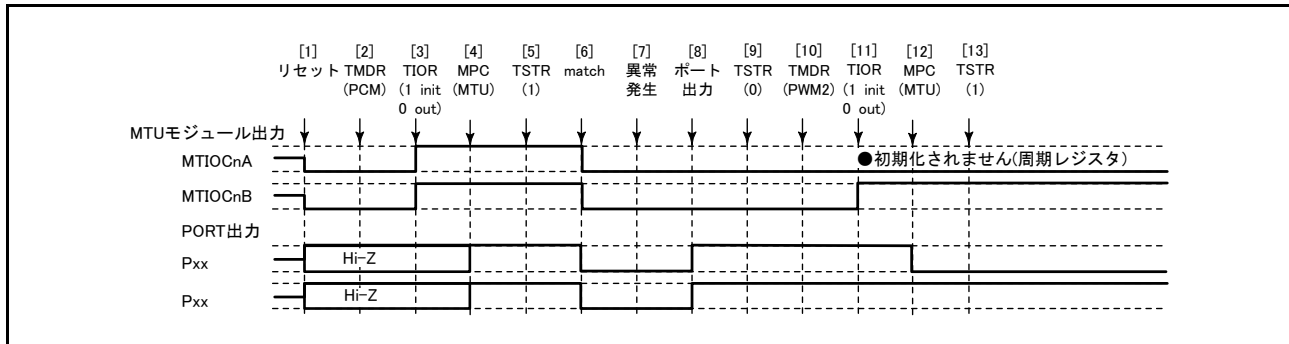 [1] [2] [3] [4] [5] [6] [7] [8] [9] [10] [11] [12] [13]
リセット TMDR TIOR MPC TSTR match 異常 ポート TSTR TMDR TIOR MPC TSTR
(PCM) (1 init (MTU) (1) 発生 出力 (0) (PWM2) (1 init (MTU) (1)
0 out) 0 out)
MTUモジュール出力
MTIOCnA ●初期化されません(周期レジスタ)
MTIOCnB
PORT出力
Pxx Hi-Z
Pxx Hi-Z